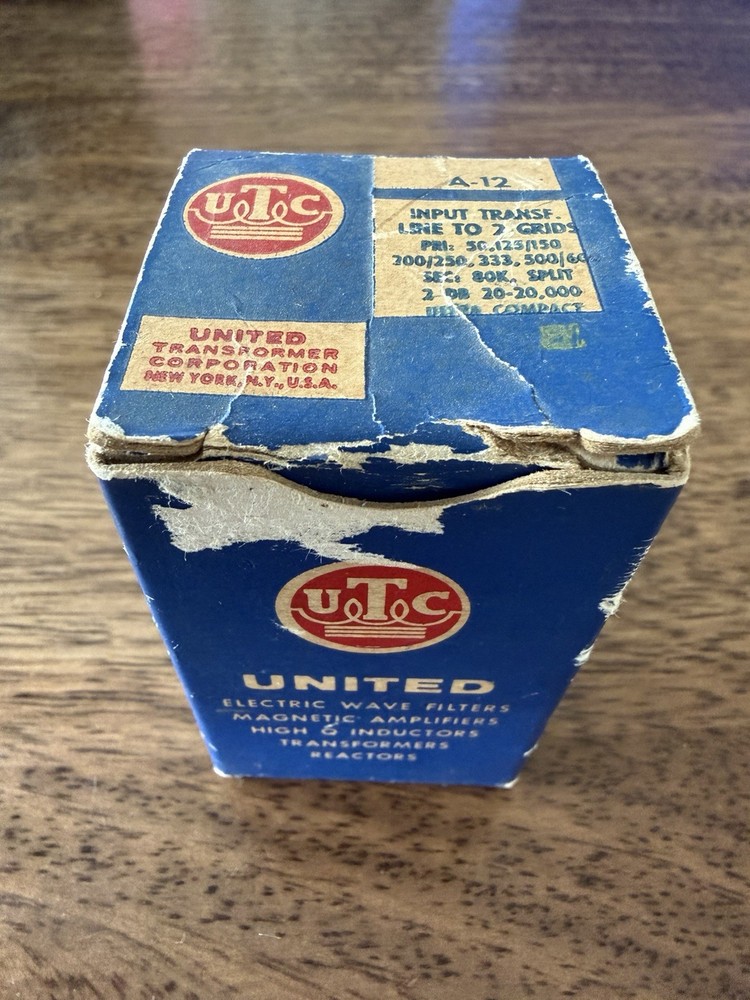 UTC
A-12
INPUT TRANSF.
LINE TO 2 GRIDS
PRI: 50,125/150
200/250, 333, 500/60
SEC: 80K, SPLIT
2 DB 20-20,000
COMPACT
UNITED
TRANSFORMER
CORPORATION
NEW YORK, N.Y., U.S.A.
UTC
UNITED
ELECTRIC WAVE FILTERS
MAGNETIC AMPLIFIERS
HIGH Q INDUCTORS
TRANSFORMERS
REACTORS